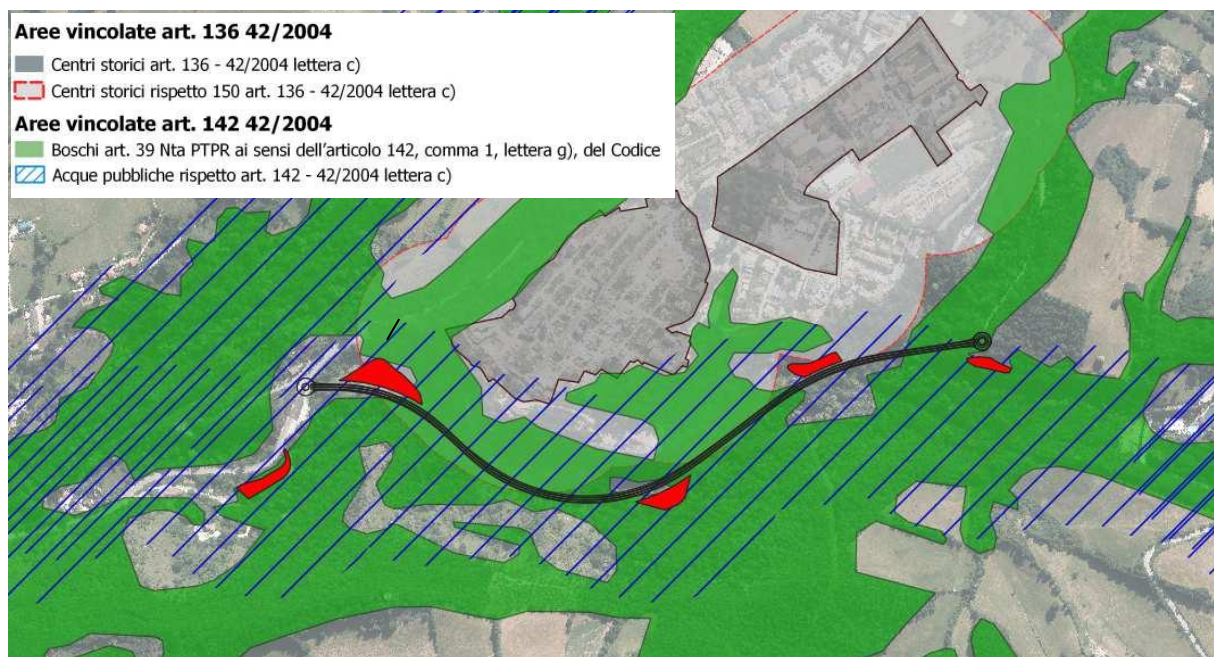 Aree vincolate art. 136 42/2004
Centri storici art. 136 - 42/2004 lettera c)
Centri storici rispetto 150 art. 136 - 42/2004 lettera c)
Aree vincolate art. 142 42/2004
Boschi art. 39 Nta PTPR ai sensi dell'articolo 142, comma 1, lettera g), del Codice
Acque pubbliche rispetto art. 142 - 42/2004 lettera c)